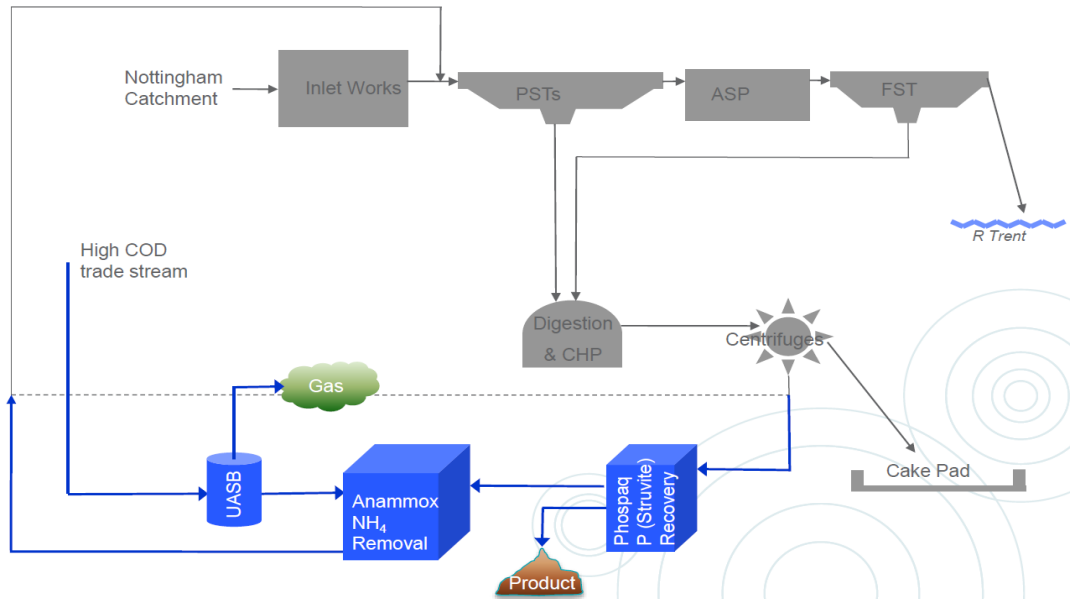 Nottingham
Catchment
Inlet Works
PSTs
ASP
FST
R Trent
High COD
trade stream
Digestion
& CHP
Centrifuges
Gas
Cake Pad
UASB
Anammox
NH₄
Removal
Phospaq
P (Struvite)
Recovery
Product